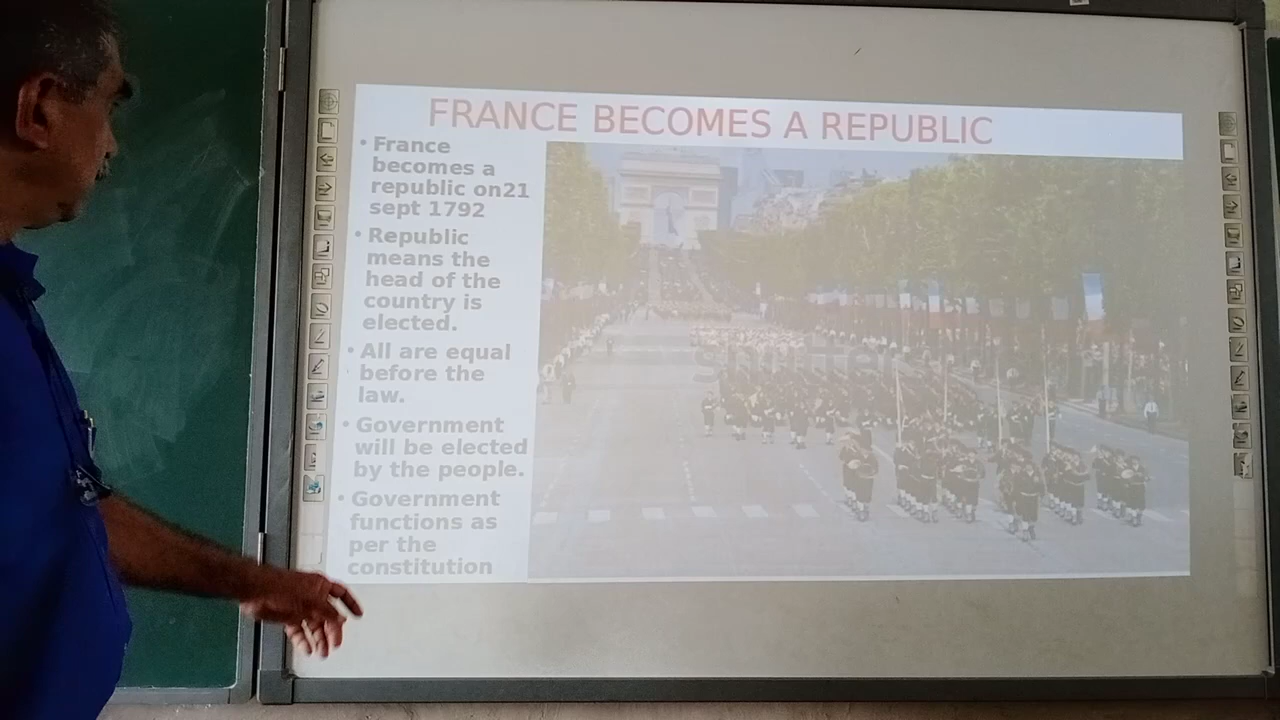 FRANCE BECOMES A REPUBLIC
• France
becomes a
republic on21
sept 1792
• Republic
means the
head of the
country is
elected.
• All are equal
before the
law.
• Government
will be elected
by the people.
• Government
functions as
per the
constitution